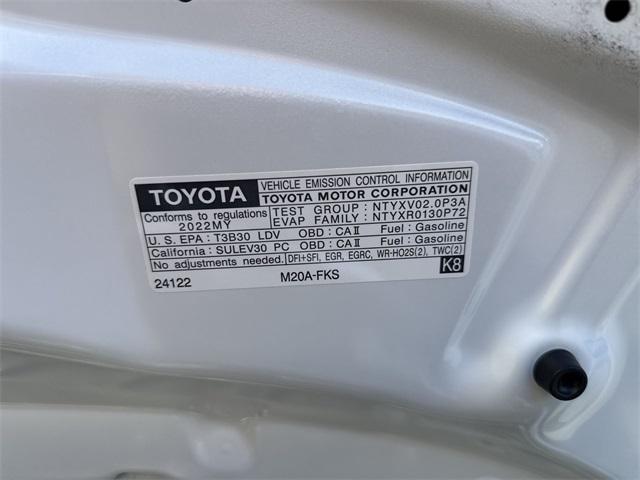 TOYOTA VEHICLE EMISSION CONTROL INFORMATION
TOYOTA MOTOR CORPORATION
Conforms to regulations TEST GROUP : NTYXV02.0P3A
2022MY EVAP FAMILY : NTYXR0130P72
U.S. EPA : T3B30 LDV OBD : CAⅡ Fuel : Gasoline
California : SULEV30 PC OBD : CAⅡ Fuel : Gasoline
No adjustments needed. DFI+SFI, EGR, EGRC, WR-HO2S(2), TWC(2)
24122 M20A-FKS K8